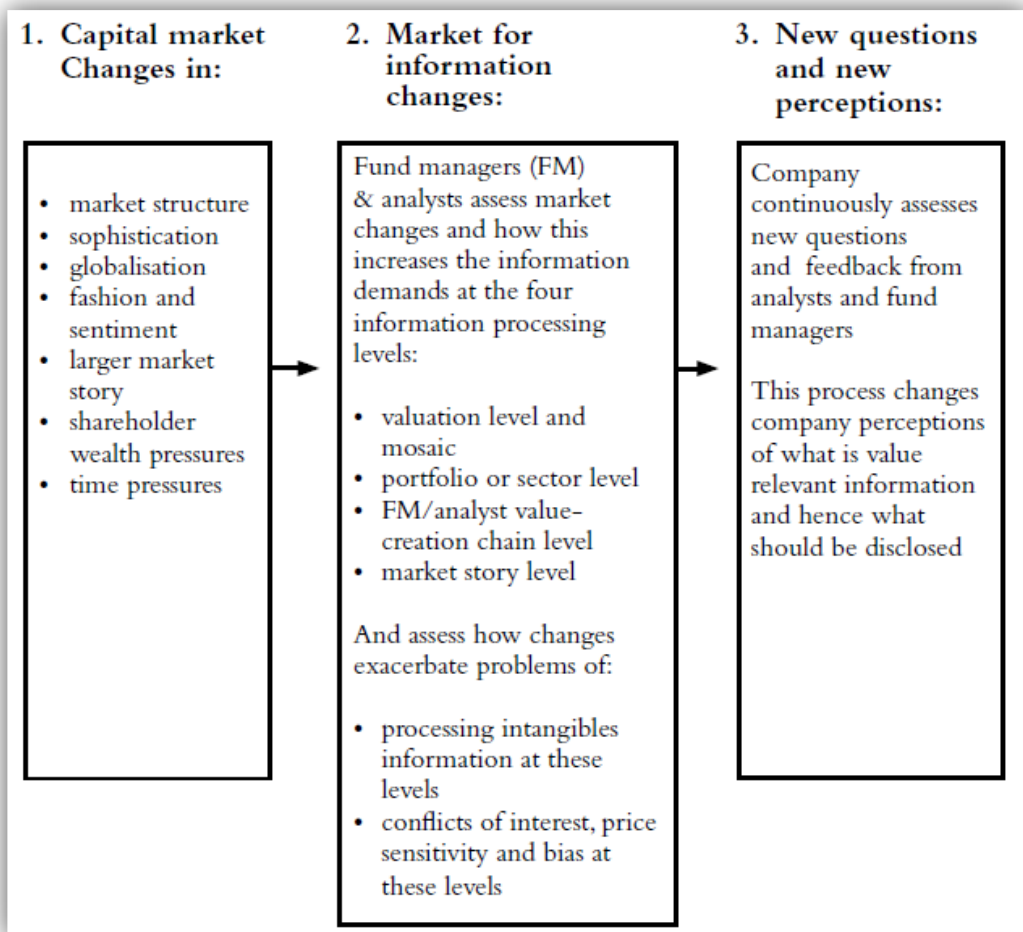 1. Capital market
Changes in:
• market structure
• sophistication
• globalisation
• fashion and
sentiment
• larger market
story
• shareholder
wealth pressures
• time pressures
2. Market for
information
changes:
Fund managers (FM)
& analysts assess market
changes and how this
increases the information
demands at the four
information processing
levels:
• valuation level and
mosaic
• portfolio or sector level
• FM/analyst value-
creation chain level
• market story level
And assess how changes
exacerbate problems of:
• processing intangibles
information at these
levels
• conflicts of interest, price
sensitivity and bias at
these levels
3. New questions
and new
perceptions:
Company
continuously assesses
new questions
and feedback from
analysts and fund
managers
This process changes
company perceptions
of what is value
relevant information
and hence what
should be disclosed